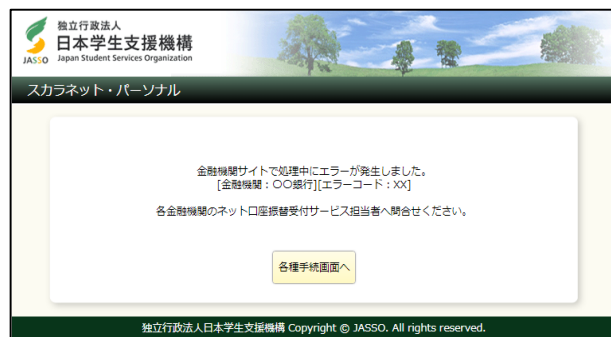 独立行政法人
日本学生支援機構
JASSO Japan Student Services Organization
スカラネット・パーソナル
金融機関サイトで処理中にエラーが発生しました。
[金融機関：〇〇銀行][エラーコード：XX]
各金融機関のネット口座振替受付サービス担当者へ問合せください。
各種手続画面へ
独立行政法人日本学生支援機構 Copyright © JASSO. All rights reserved.